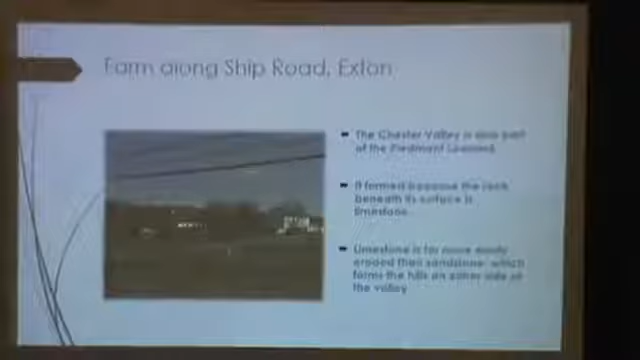 Farm along Ship Road, Exton
The Chester Valley is also part
of the Piedmont Lowland.
It formed because the rock
beneath its surface is
limestone.
Limestone is far more easily
eroded than sandstone, which
forms the hills on either side of
the valley